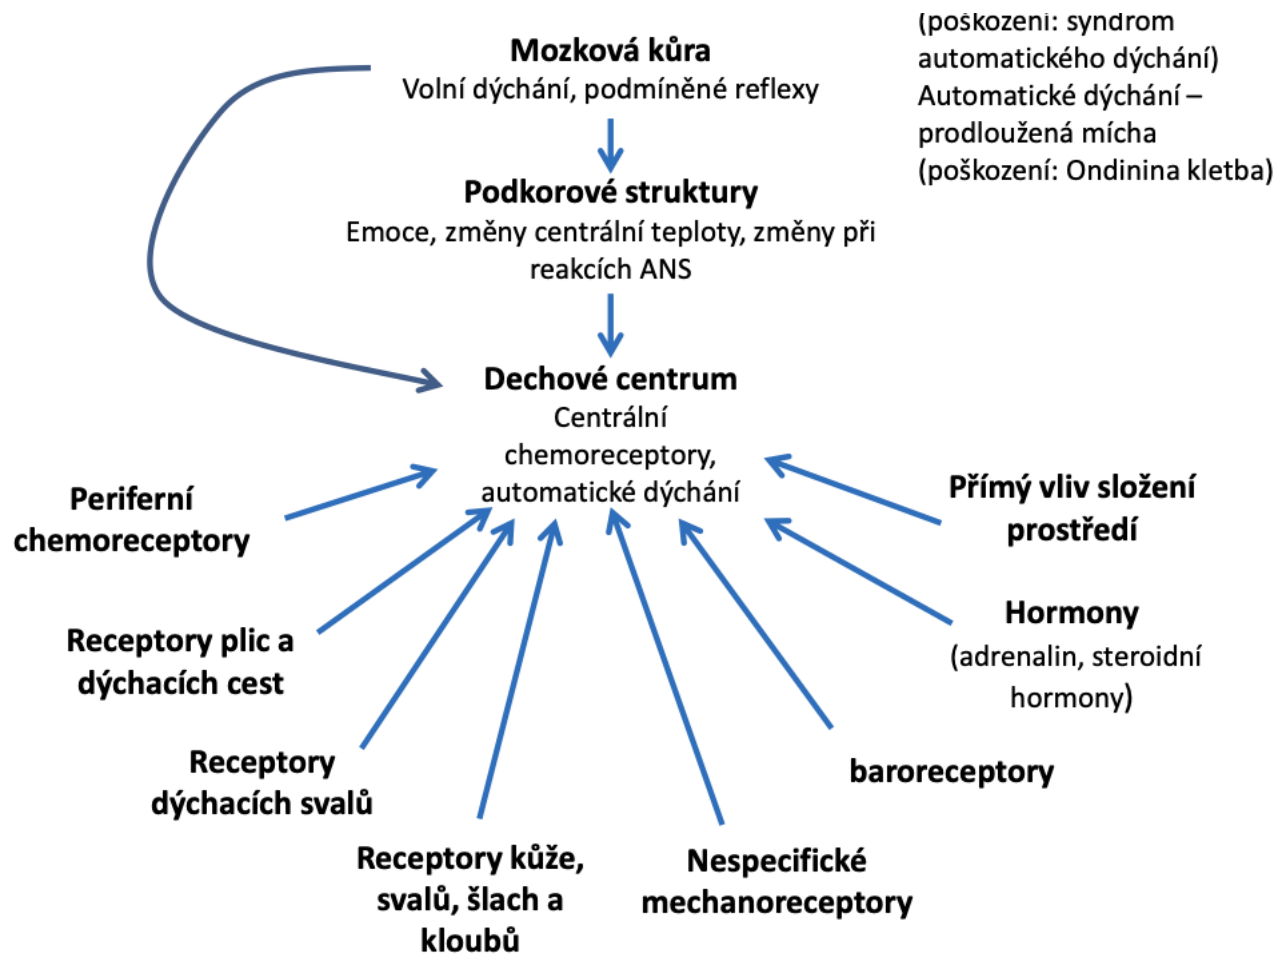 (poškození: syndrom
automatického dýchání)
Automatické dýchání –
prodloužená mícha
(poškození: Ondinina kletba)
Mozková kůra
Volní dýchání, podmíněné reflexy
Podkorové struktury
Emoce, změny centrální teploty, změny při
reakcích ANS
Dechové centrum
Centrální
chemoreceptory,
automatické dýchání
Periferní
chemoreceptory
Receptory plic a
dýchacích cest
Receptory
dýchacích svalů
Receptory kůže,
svalů, šlach a
kloubů
Nespecifické
mechanoreceptory
baroreceptory
Hormony
(adrenalin, steroidní
hormony)
Přímý vliv složení
prostředí